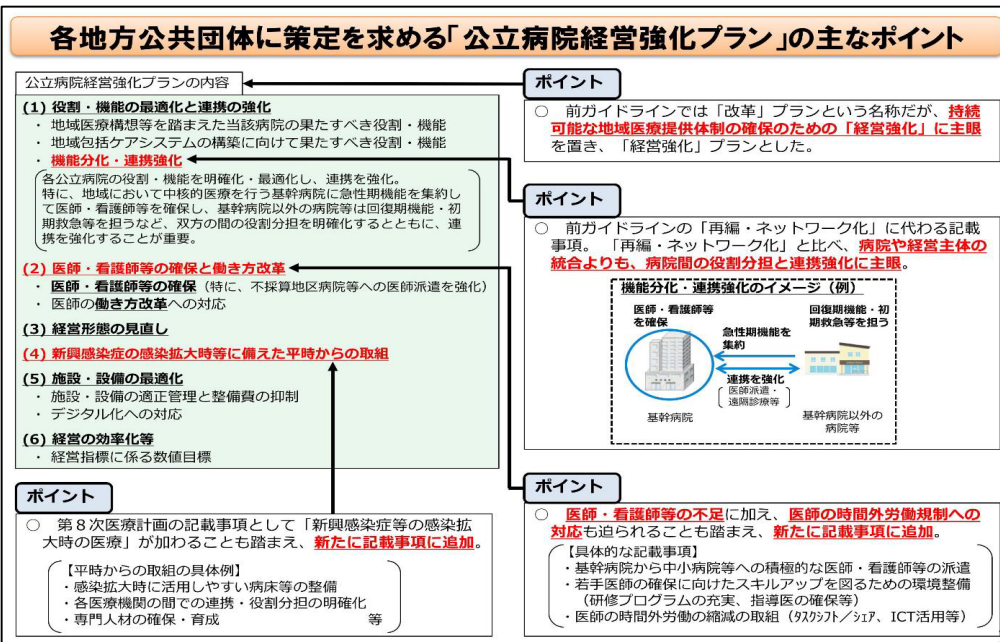 各地方公共団体に策定を求める「公立病院経営強化プラン」の主なポイント
公立病院経営強化プランの内容
(1) 役割・機能の最適化と連携の強化
・ 地域医療構想等を踏まえた当該病院の果たすべき役割・機能
・ 地域包括ケアシステムの構築に向けて果たすべき役割・機能
・ 機能分化・連携強化
各公立病院の役割・機能を明確化・最適化し、連携を強化。
特に、地域において中核的医療を行う基幹病院に急性期機能を集約し
て医師・看護師等を確保し、基幹病院以外の病院等は回復期機能・初
期救急等を担うなど、双方の間の役割分担を明確化するとともに、連
携を強化することが重要。
(2) 医師・看護師等の確保と働き方改革
・ 医師・看護師等の確保（特に、不採算地区病院等への医師派遣を強化）
・ 医師の働き方改革への対応
(3) 経営形態の見直し
(4) 新興感染症の感染拡大時等に備えた平時からの取組
(5) 施設・設備の最適化
・ 施設・設備の適正管理と整備費の抑制
・ デジタル化への対応
(6) 経営の効率化等
・ 経営指標に係る数値目標
ポイント
○ 前ガイドラインでは「改革」プランという名称だが、持続
可能な地域医療提供体制の確保のための「経営強化」に主眼
を置き、「経営強化」プランとした。
ポイント
○ 前ガイドラインの「再編・ネットワーク化」に代わる記載
事項。 「再編・ネットワーク化」と比べ、病院や経営主体の
統合よりも、病院間の役割分担と連携強化に主眼。
機能分化・連携強化のイメージ（例）
医師・看護師等
を確保
回復期機能・初
期救急等を担う
急性期機能を
集約
連携を強化
医師派遣・
遠隔診療等
基幹病院
基幹病院以外の
病院等
ポイント
○ 第８次医療計画の記載事項として「新興感染症等の感染拡
大時の医療」が加わることも踏まえ、新たに記載事項に追加。
【平時からの取組の具体例】
・感染拡大時に活用しやすい病床等の整備
・各医療機関の間での連携・役割分担の明確化
・専門人材の確保・育成 等
ポイント
○ 医師・看護師等の不足に加え、医師の時間外労働規制への
対応も迫られることも踏まえ、新たに記載事項に追加。
【具体的な記載事項】
・基幹病院から中小病院等への積極的な医師・看護師等の派遣
・若手医師の確保に向けたスキルアップを図るための環境整備
（研修プログラムの充実、指導医の確保等）
・医師の時間外労働の縮減の取組（ﾀｽｸｼﾌﾄ／ｼｪｱ、ICT活用等）